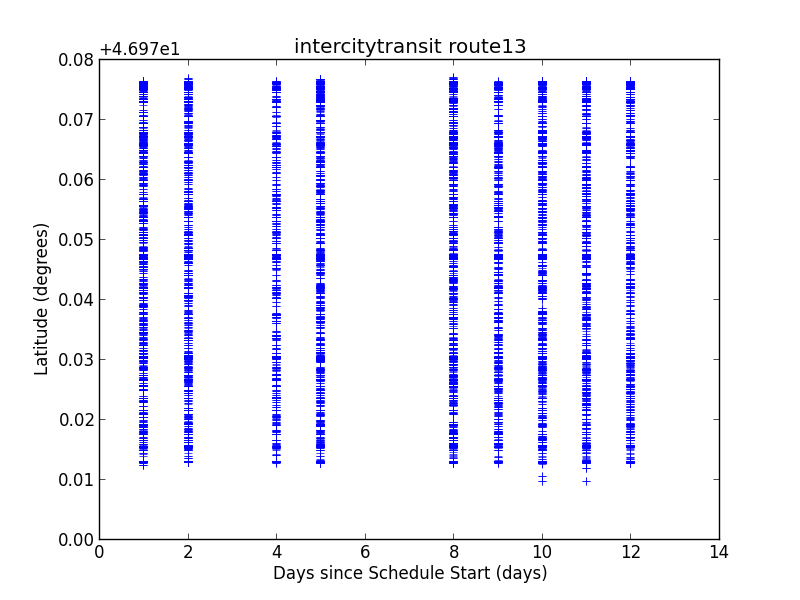 intercitytransit route13
+4.697e1
0.08
0.07
0.06
0.05
0.04
0.03
0.02
0.01
0.00
Latitude (degrees)
0 2 4 6 8 10 12 14
Days since Schedule Start (days)